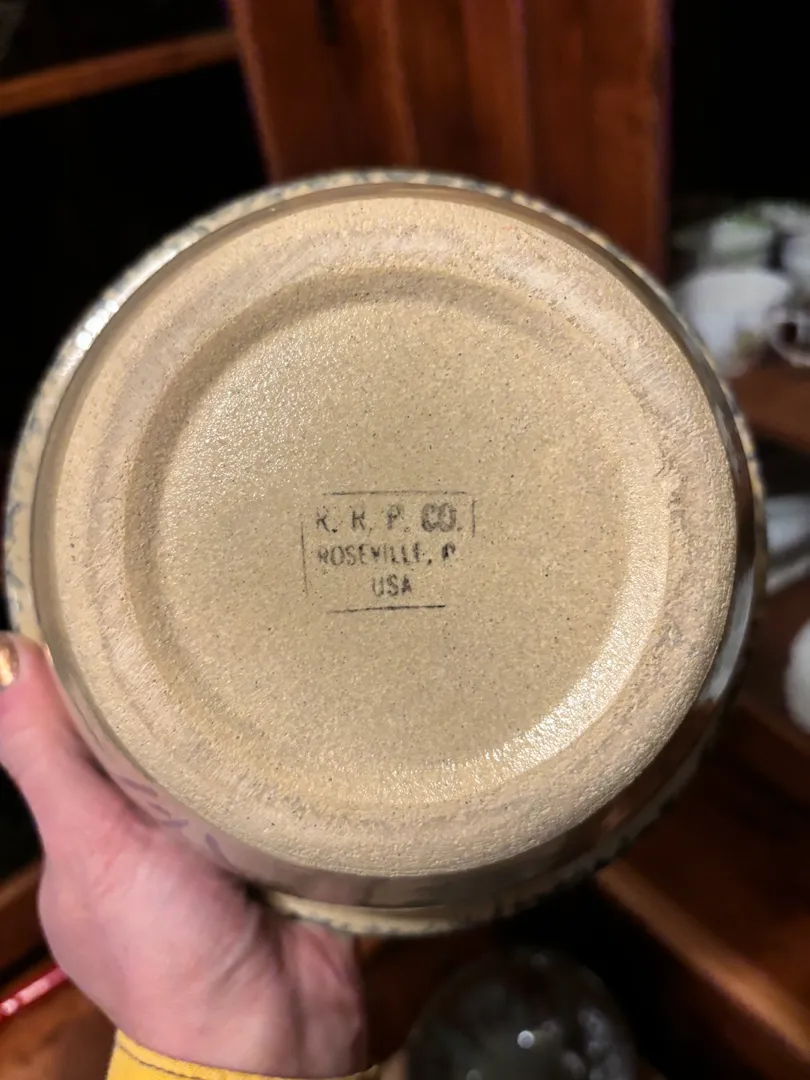 R. R. P. CO.
ROSEVILLE, O
USA